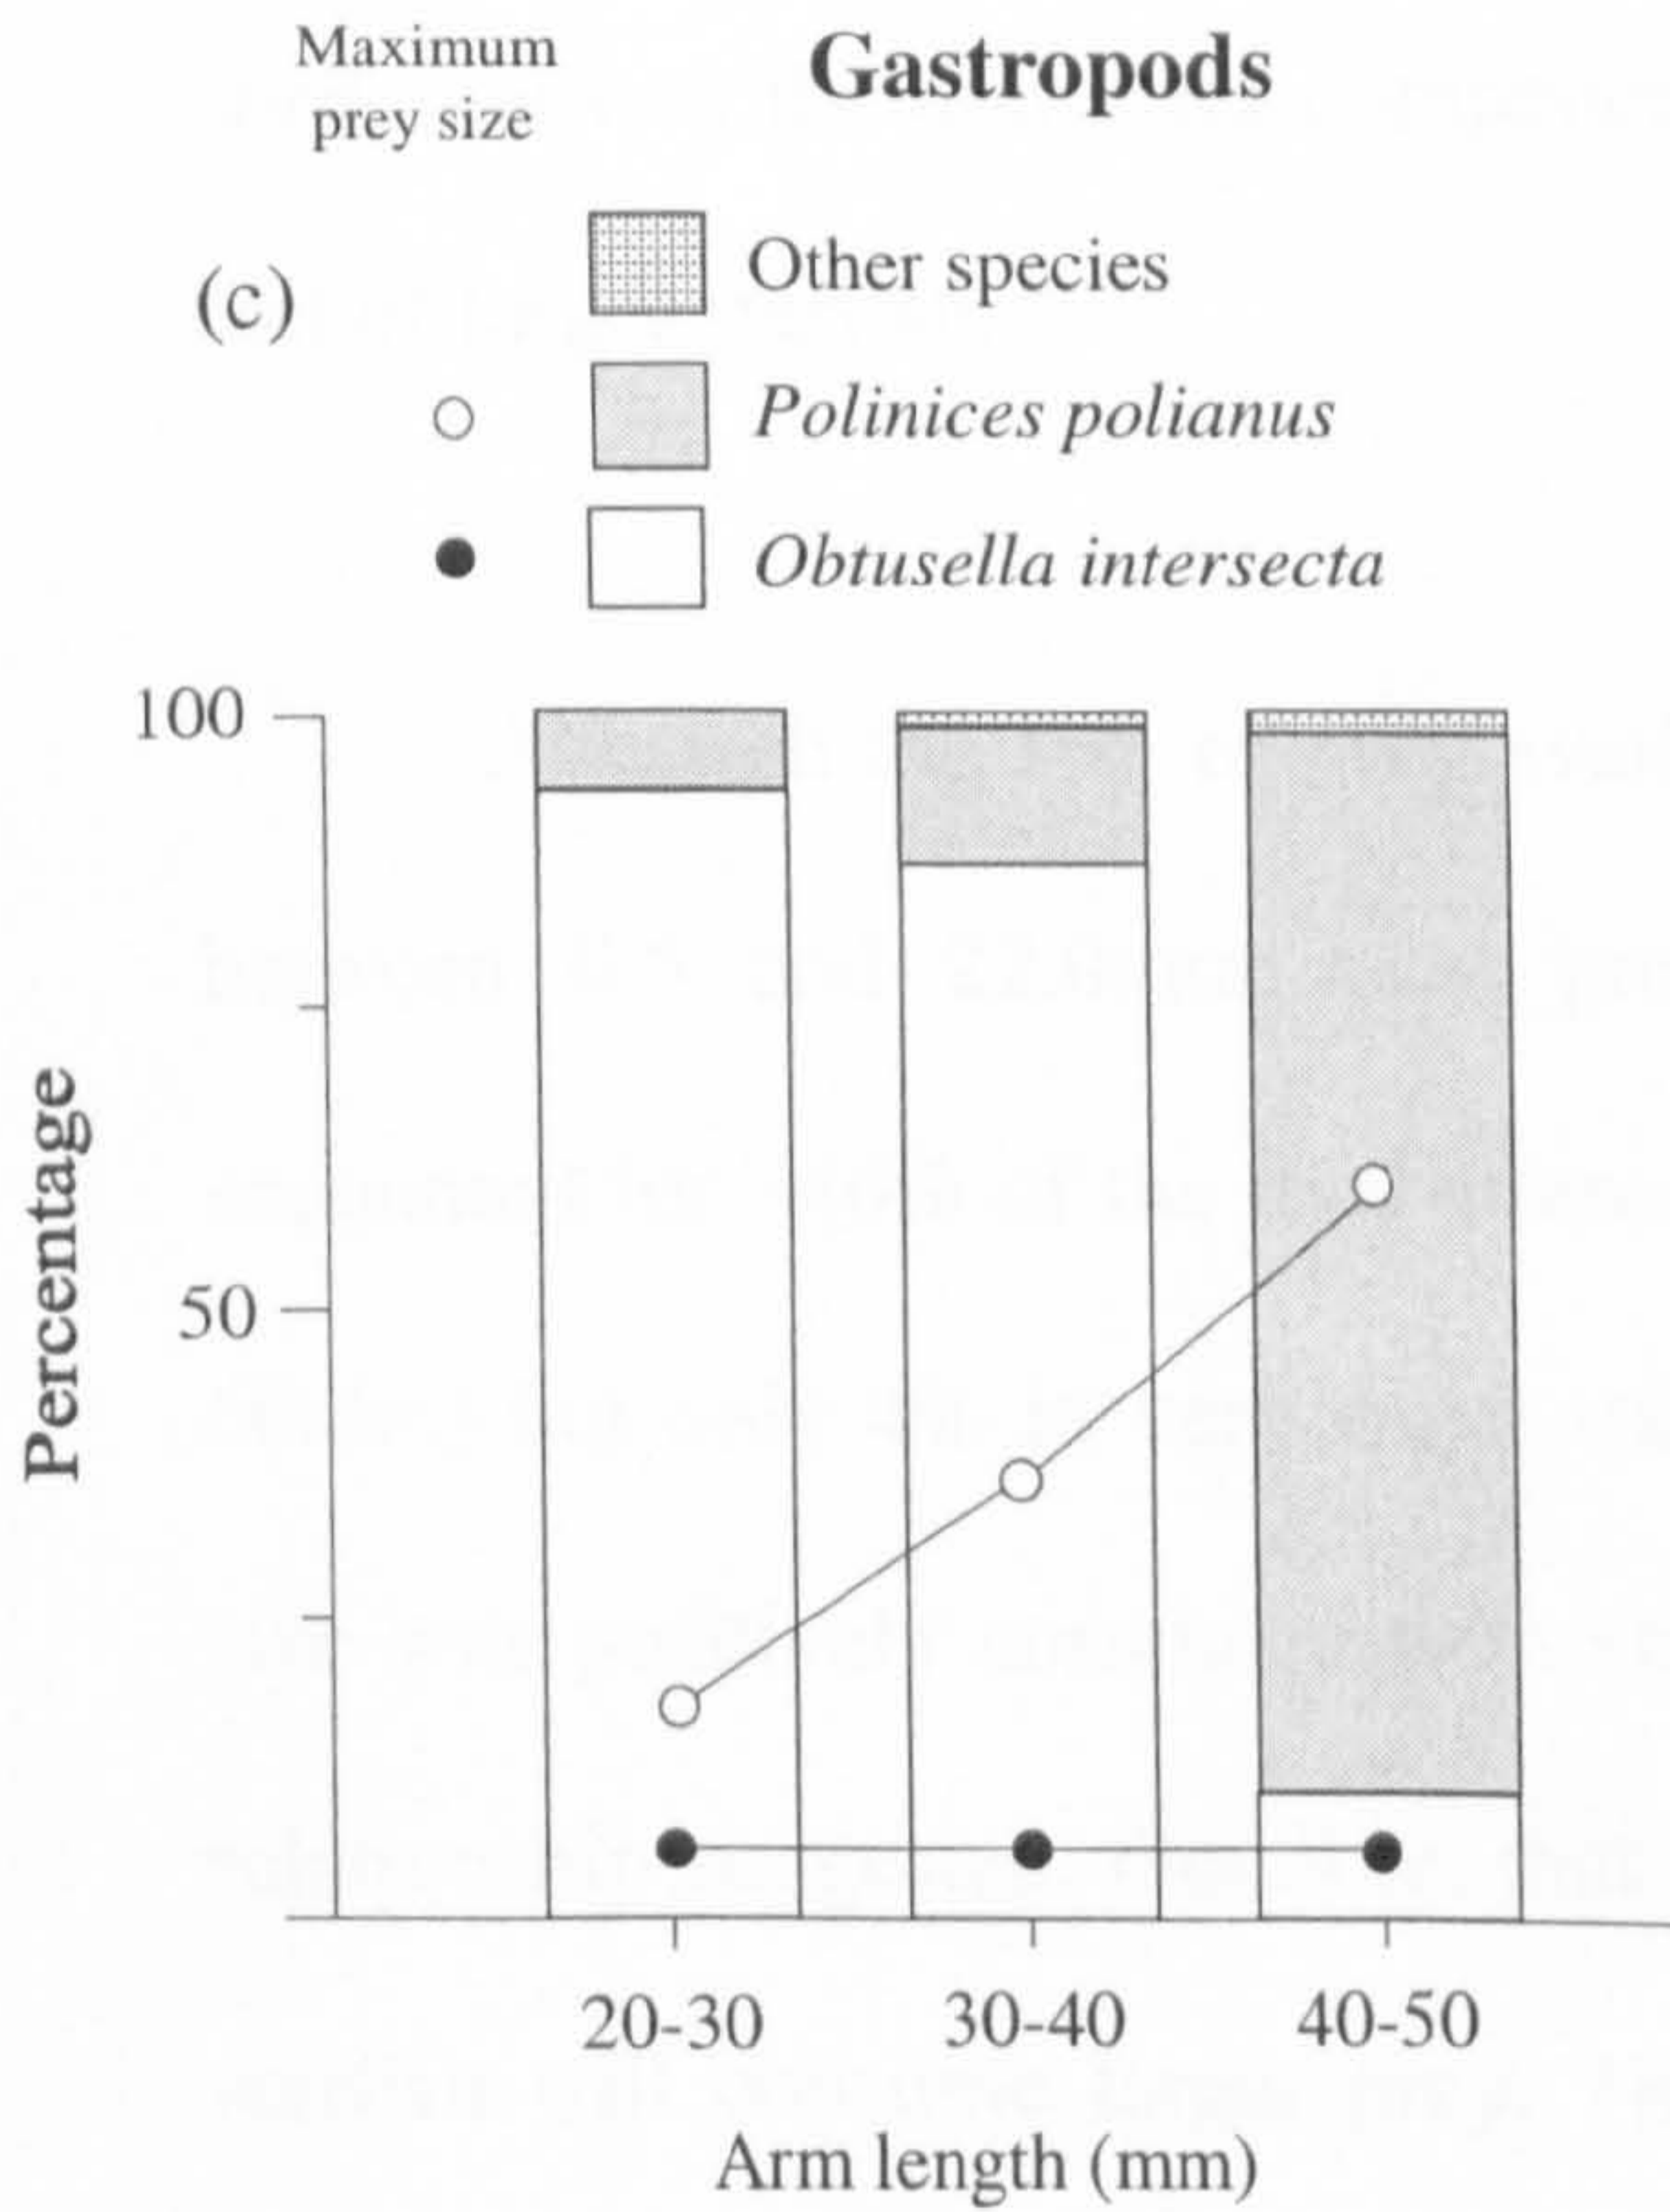 Maximum
prey size
Gastropods
(c)
Other species
Polinices polianus
Obtusella intersecta
100
50
Percentage
20-30
30-40
40-50
Arm length (mm)